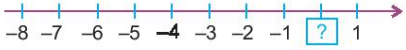 –8 –7 –6 –5 –4 –3 –2 –1 ? 1